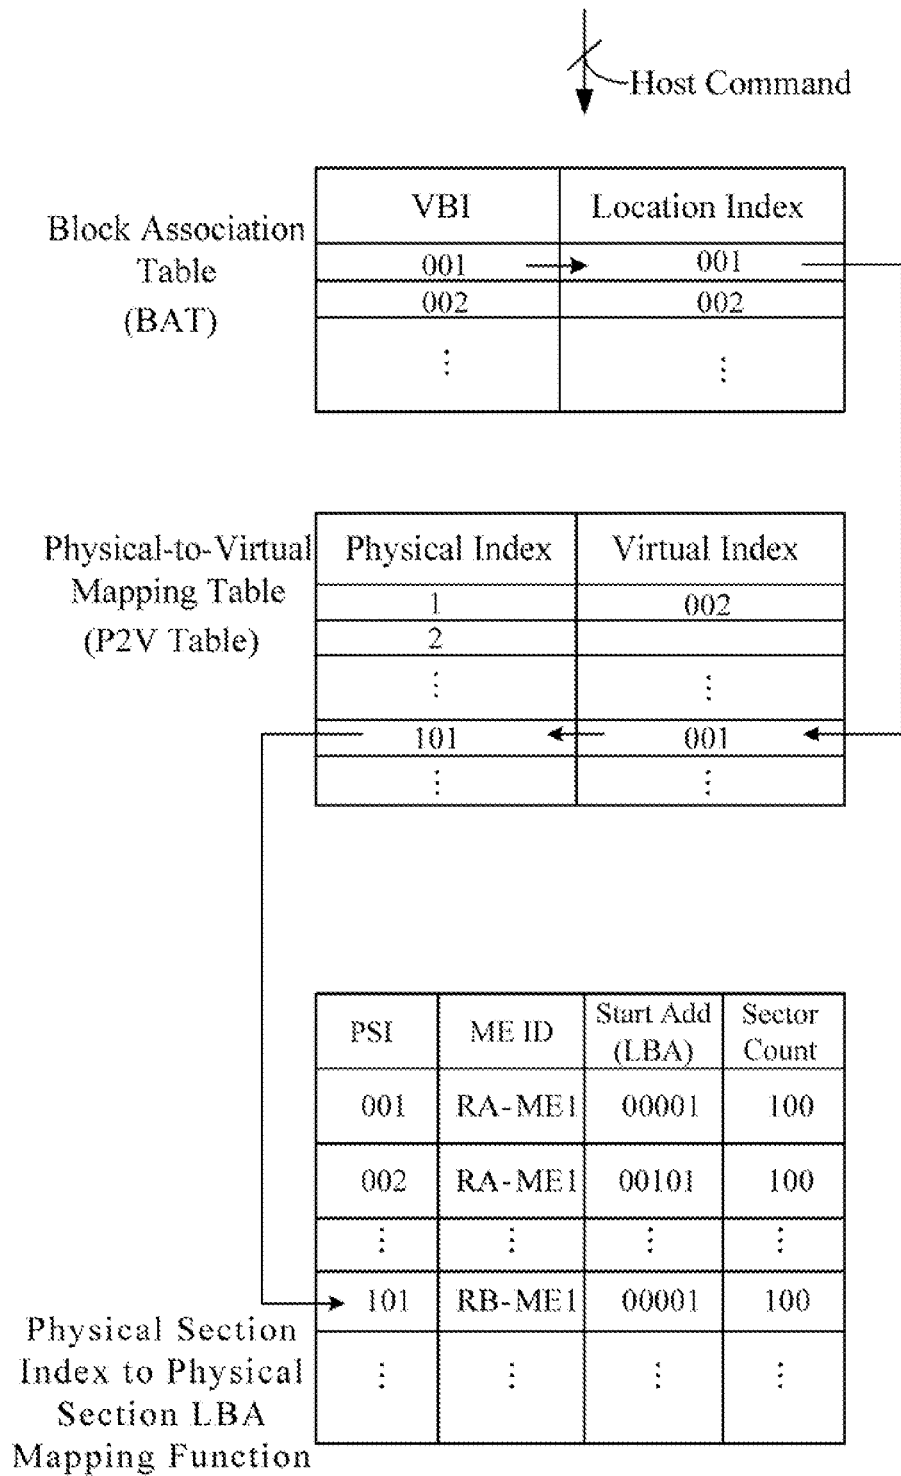 Host Command
Block Association
Table
(BAT)
VBI Location Index
001 001
002 002
⋮ ⋮
Physical-to-Virtual
Mapping Table
(P2V Table)
Physical Index Virtual Index
1 002
2
⋮ ⋮
101 001
⋮ ⋮
PSI ME ID Start Add (LBA) Sector Count
001 RA-ME1 00001 100
002 RA-ME1 00101 100
⋮ ⋮ ⋮ ⋮
101 RB-ME1 00001 100
⋮ ⋮ ⋮ ⋮
Physical Section
Index to Physical
Section LBA
Mapping Function